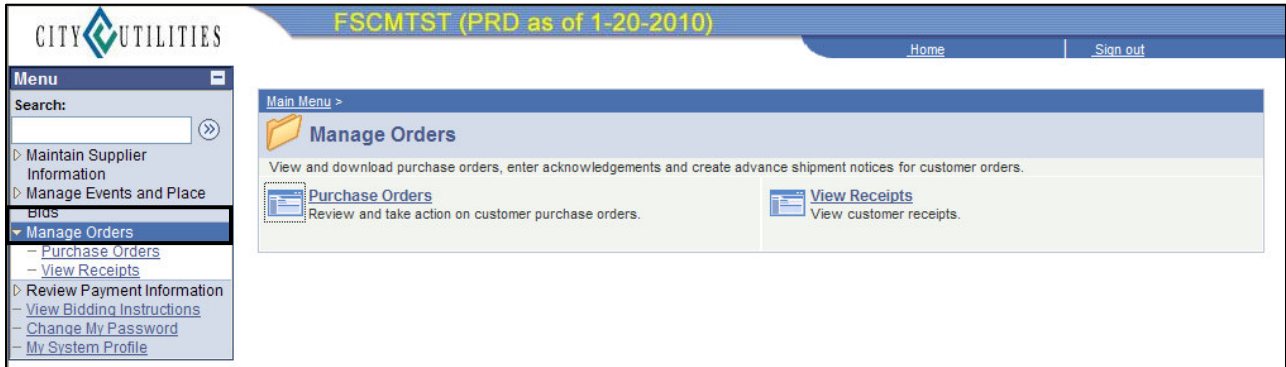 CITY UTILITIES
FSCMTST (PRD as of 1-20-2010)
Home
Sign out
Menu
Search:
Maintain Supplier
Information
Manage Events and Place
Bids
Manage Orders
Purchase Orders
View Receipts
Review Payment Information
View Bidding Instructions
Change My Password
My System Profile
Main Menu >
Manage Orders
View and download purchase orders, enter acknowledgements and create advance shipment notices for customer orders.
Purchase Orders
Review and take action on customer purchase orders.
View Receipts
View customer receipts.